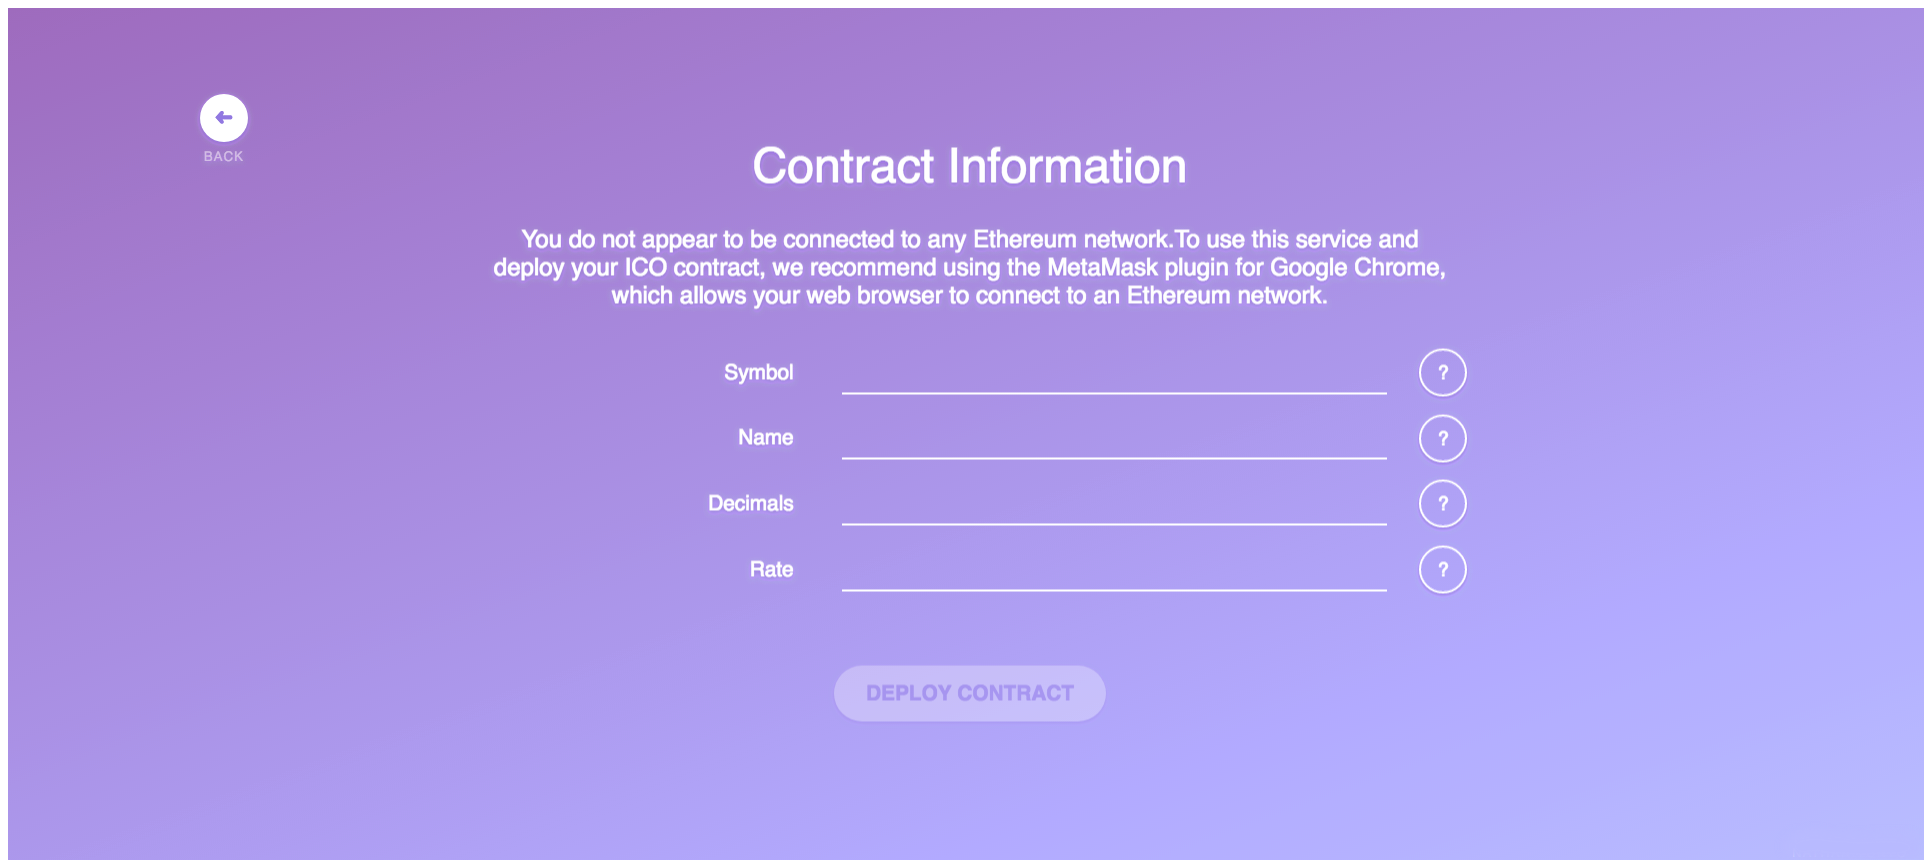 BACK
Contract Information
You do not appear to be connected to any Ethereum network.To use this service and
deploy your ICO contract, we recommend using the MetaMask plugin for Google Chrome,
which allows your web browser to connect to an Ethereum network.
Symbol ?
Name ?
Decimals ?
Rate ?
DEPLOY CONTRACT